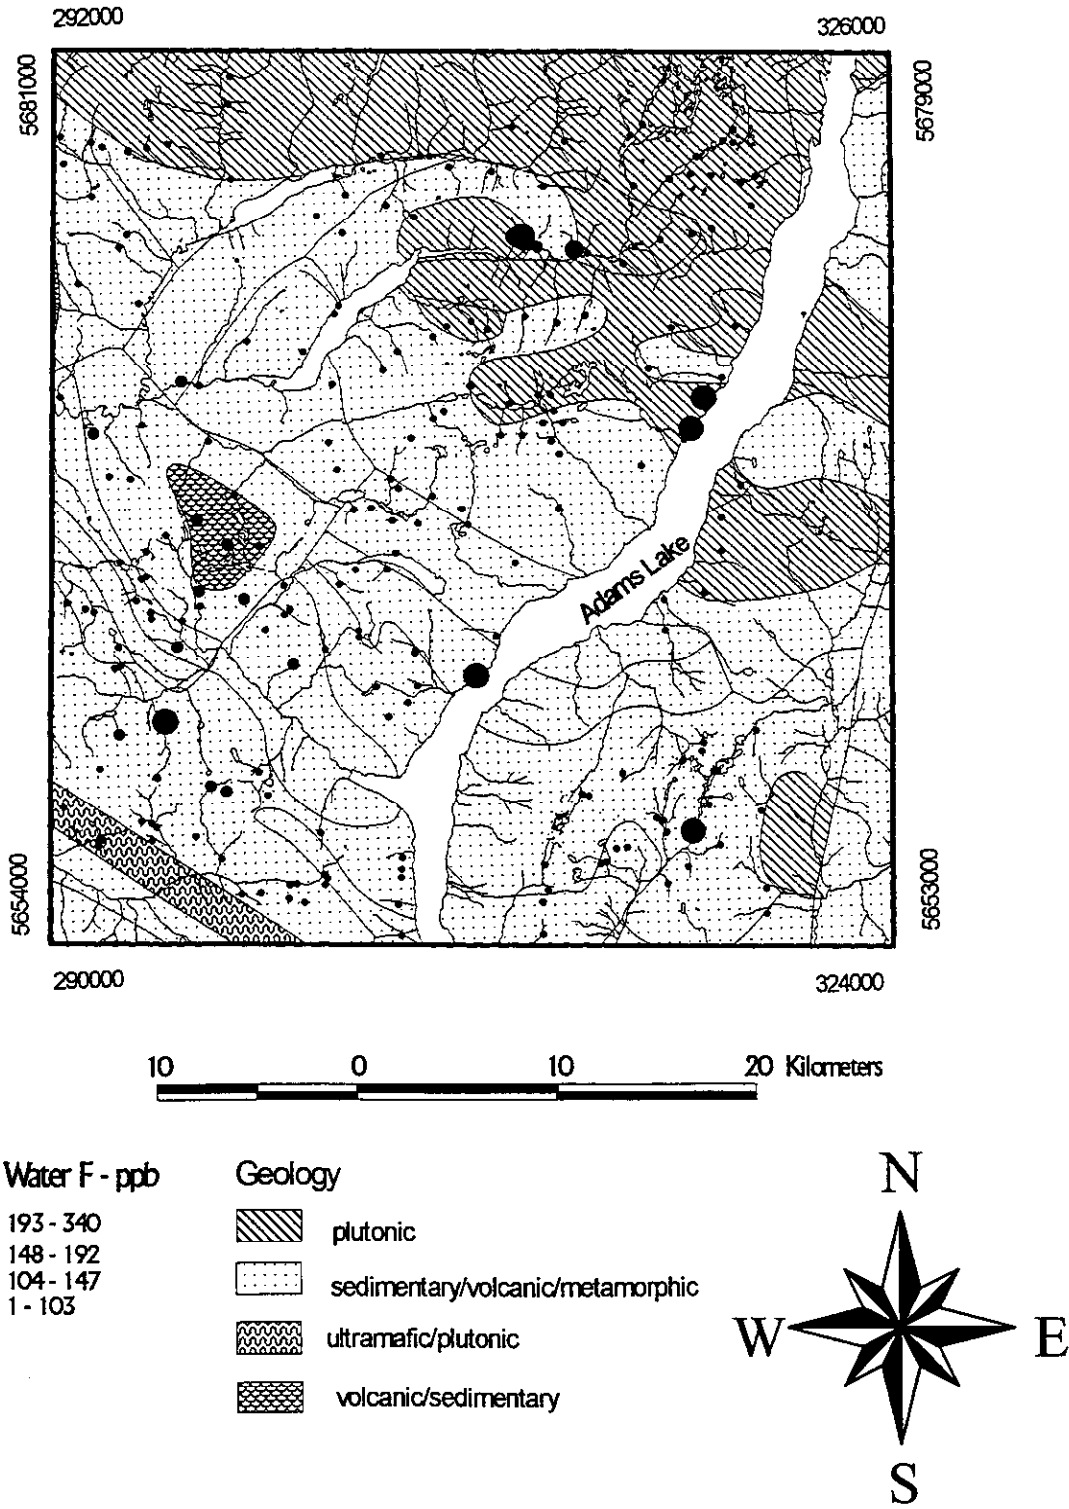 292000
326000
5681000
5679000
Adams Lake
5654000
5653000
290000
324000
10 0 10 20 Kilometers
Water F - ppb
193 - 340
148 - 192
104 - 147
1 - 103
Geology
plutonic
sedimentary/volcanic/metamorphic
ultramafic/plutonic
volcanic/sedimentary
N
W
E
S